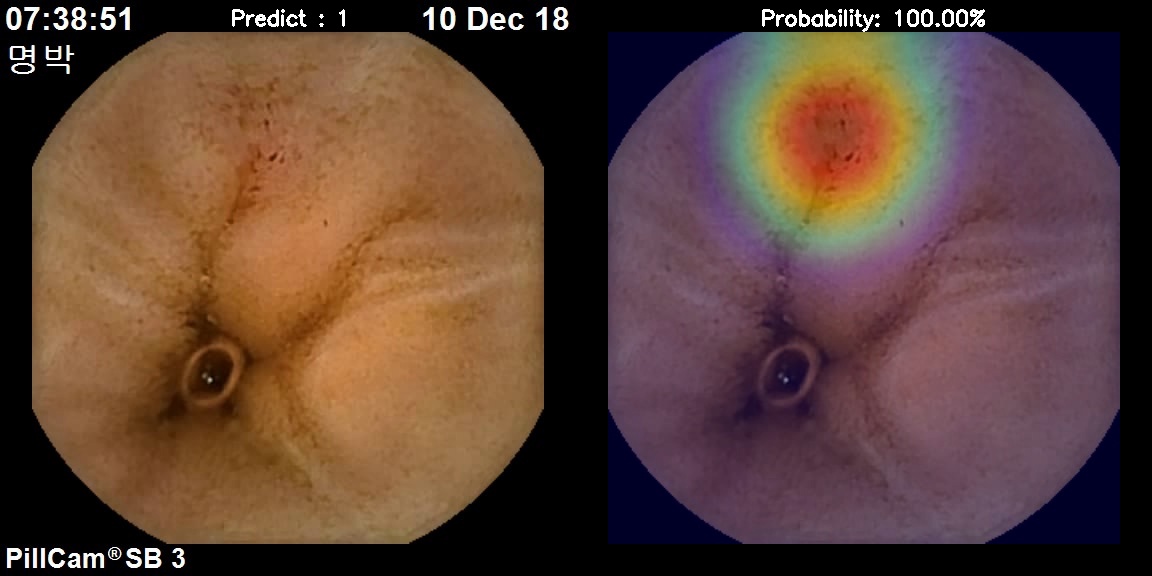 07:38:51 Predict : 1 10 Dec 18 Probability: 100.00%
명박
PillCam® SB 3